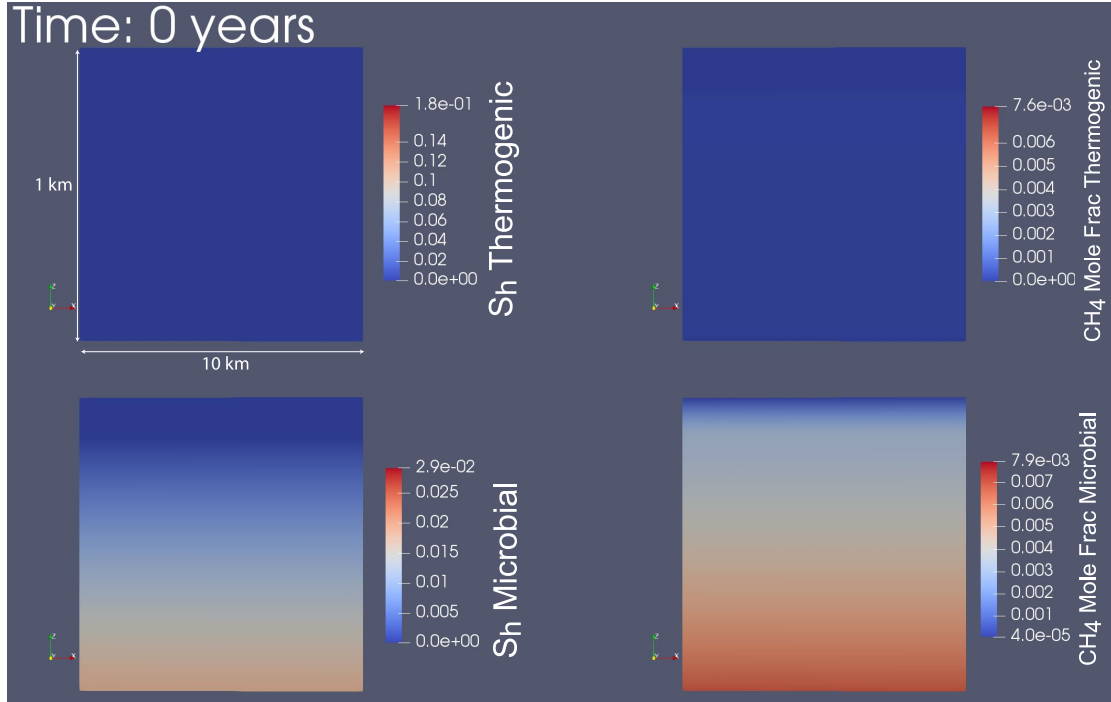 Time: 0 years
1 km
10 km
1.8e-01
0.14
0.12
0.1
0.08
0.06
0.04
0.02
0.0e+00
Sh Thermogenic
7.6e-03
0.006
0.005
0.004
0.003
0.002
0.001
0.0e+00
CH4 Mole Frac Thermogenic
2.9e-02
0.025
0.02
0.015
0.01
0.005
0.0e+00
Sh Microbial
7.9e-03
0.007
0.006
0.005
0.004
0.003
0.002
0.001
4.0e-05
CH4 Mole Frac Microbial